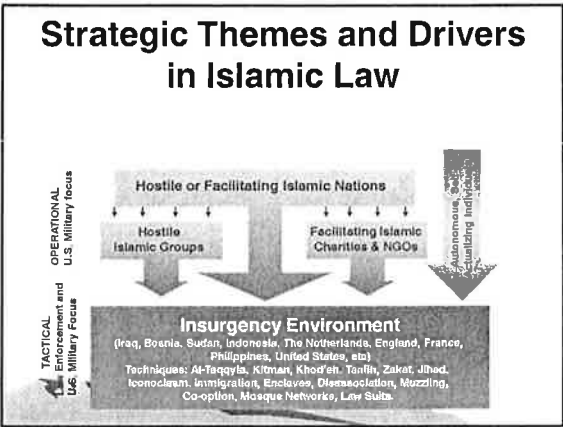 Strategic Themes and Drivers
in Islamic Law
OPERATIONAL
U.S. Military focus
Hostile or Facilitating Islamic Nations
Hostile
Islamic Groups
Facilitating Islamic
Charities & NGOs
Autonomous,
TACTICAL
Law Enforcement and
U.S. Military Focus
Insurgency Environment
(Iraq, Bosnia, Sudan, Indonesia, The Netherlands, England, France,
Philippines, United States, etc)
Techniques: Al-Taqqyia, Kitman, Khod'eh, Zakat, Jihad,
Iconoclasm, Immigration, Enclaves, Disassociation, Muzzling,
Co-option, Mosque Networks, Law Suits.